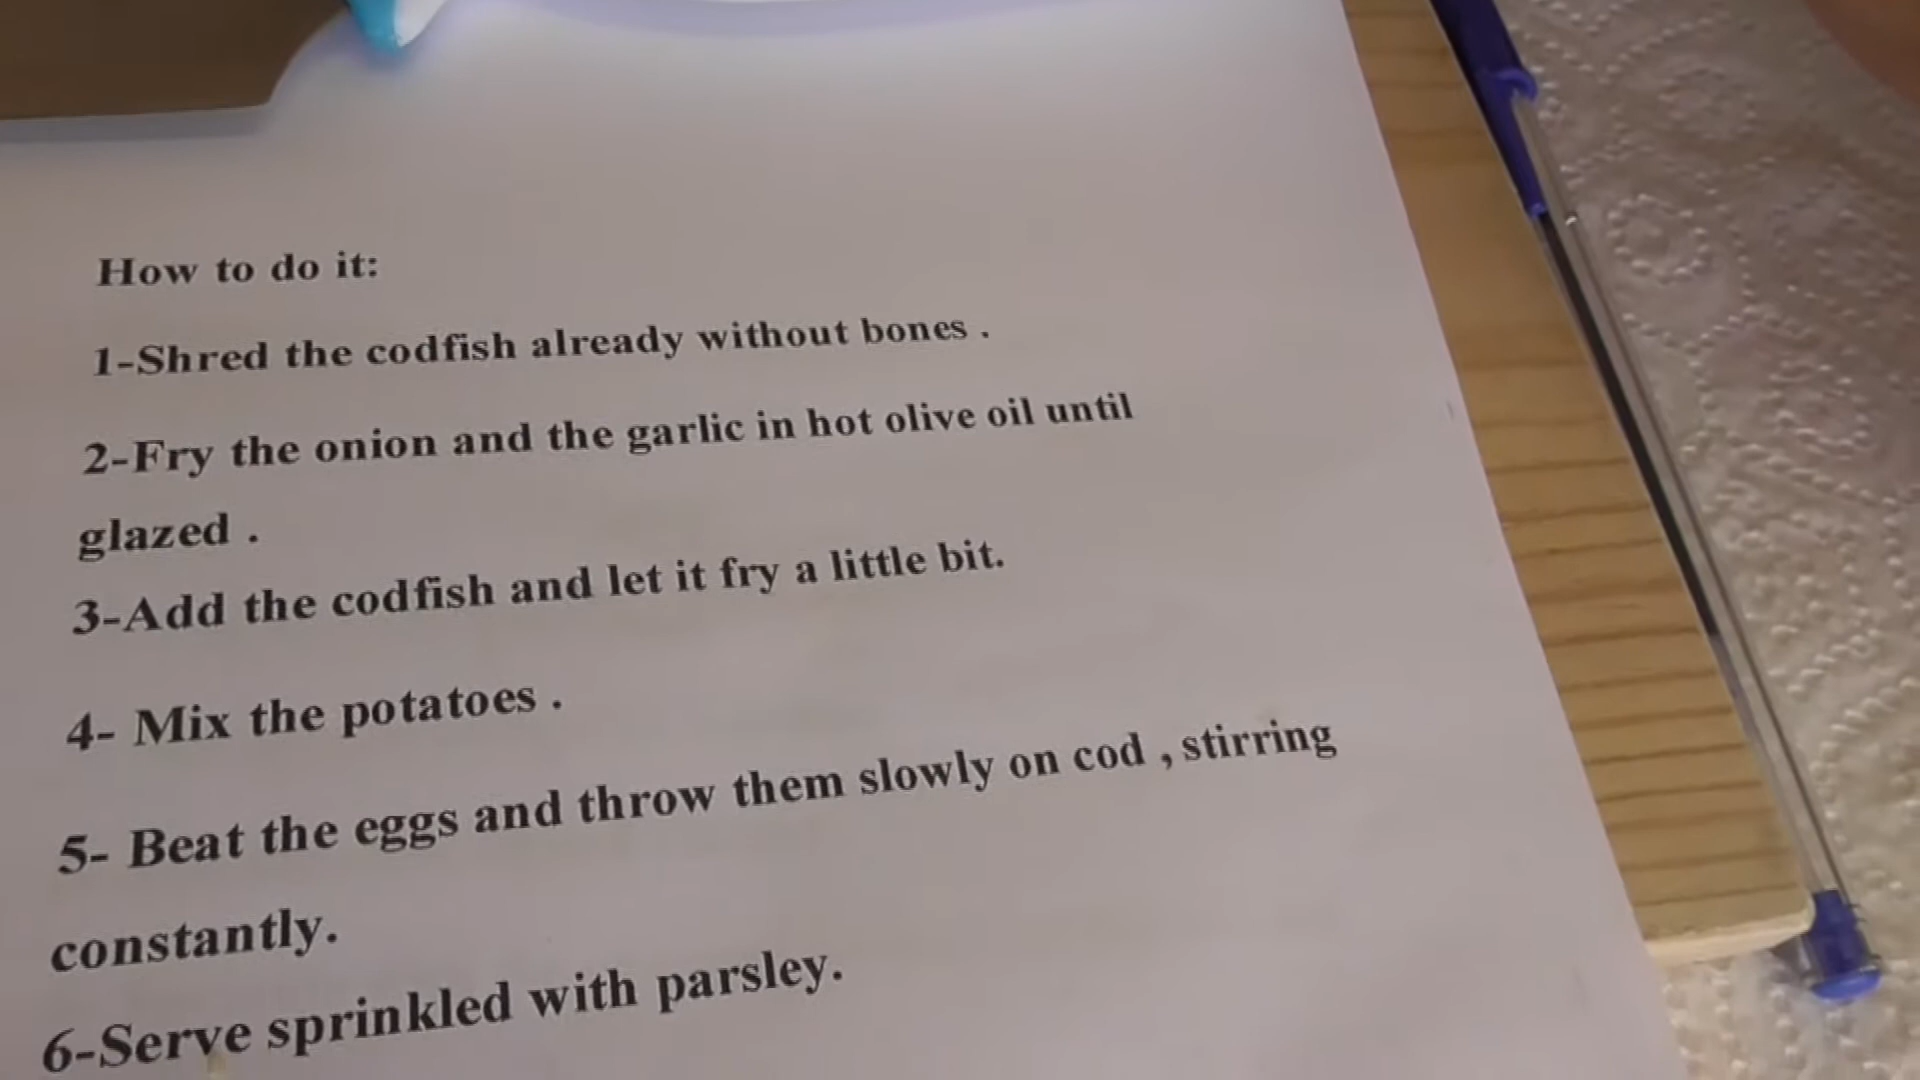 How to do it:
1-Shred the codfish already without bones .
2-Fry the onion and the garlic in hot olive oil until
glazed .
3-Add the codfish and let it fry a little bit.
4- Mix the potatoes .
5- Beat the eggs and throw them slowly on cod , stirring
constantly.
6-Serve sprinkled with parsley.